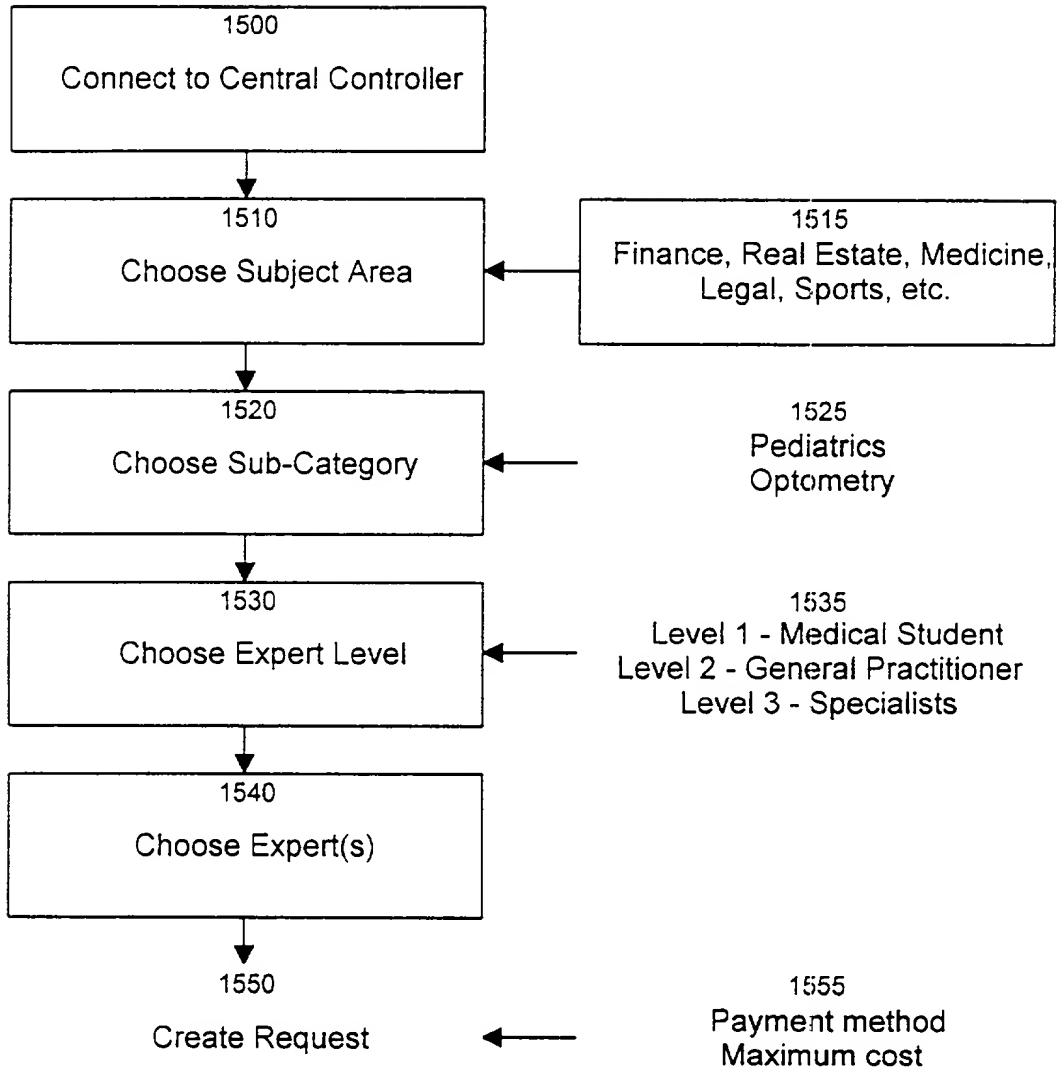 1500
Connect to Central Controller
1510
Choose Subject Area
1515
Finance, Real Estate, Medicine,
Legal, Sports, etc.
1520
Choose Sub-Category
1525
Pediatrics
Optometry
1530
Choose Expert Level
1535
Level 1 - Medical Student
Level 2 - General Practitioner
Level 3 - Specialists
1540
Choose Expert(s)
1550
Create Request
1555
Payment method
Maximum cost